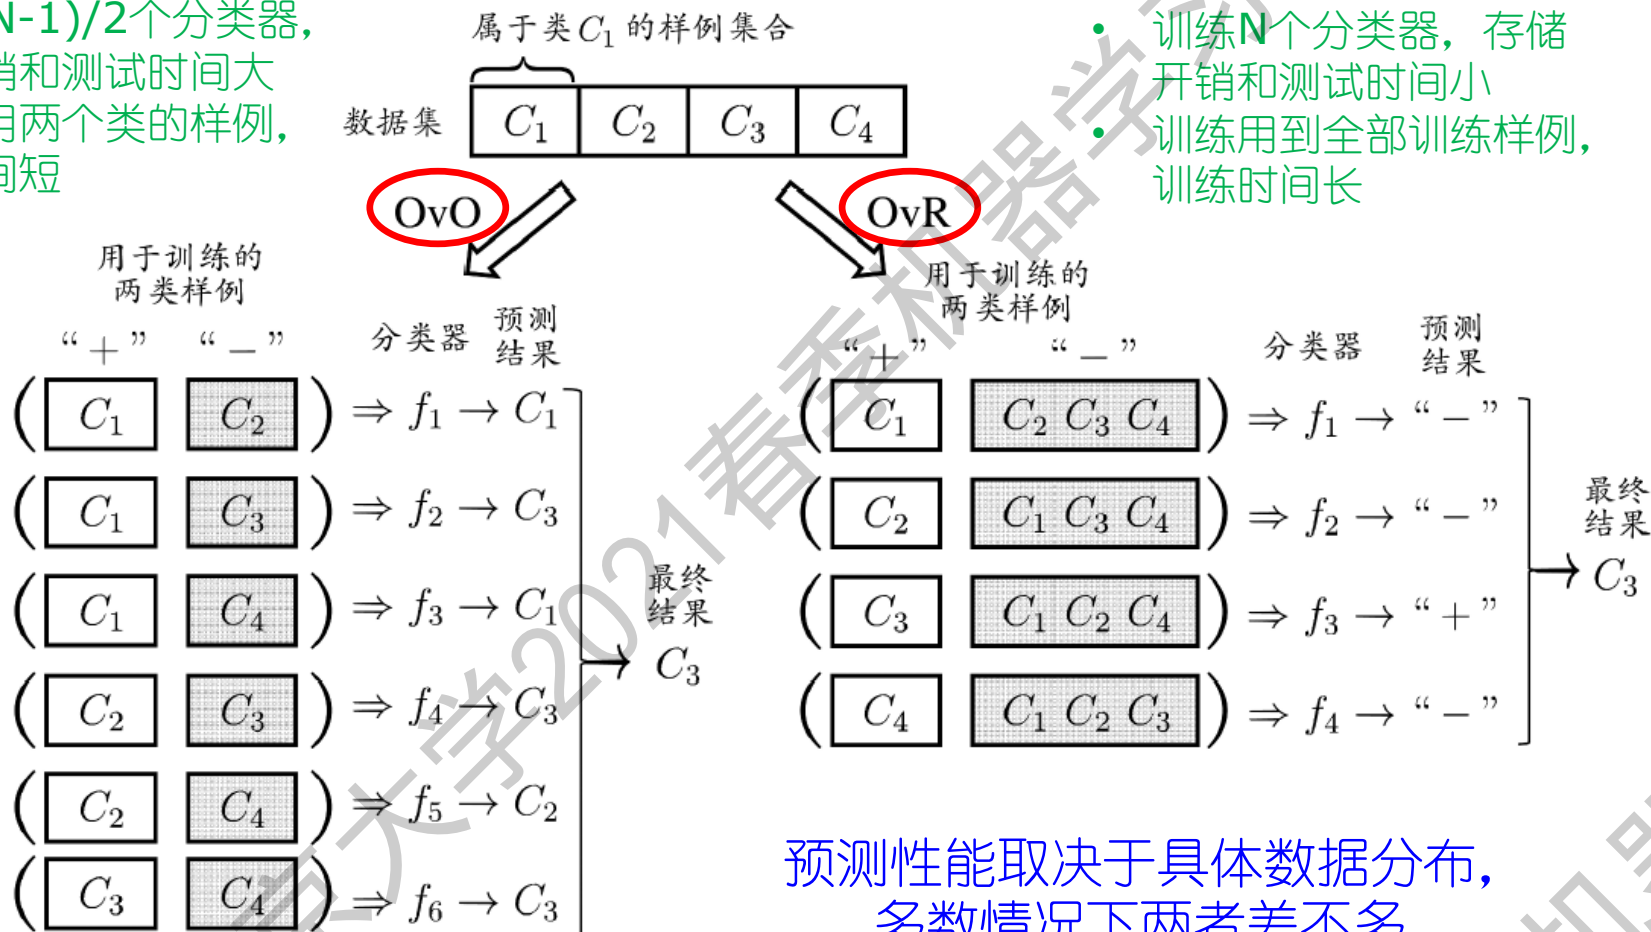 N-1)/2个分类器，
销和测试时间大
用两个类的样例，
间短
属于类 C₁ 的样例集合
数据集 C₁ C₂ C₃ C₄
• 训练N个分类器，存储
开销和测试时间小
• 训练用到全部训练样例，
训练时间长
OvO
OvR
用于训练的
两类样例
“＋” “－” 分类器 预测
结果
( C₁ C₂ ) ⇒ f₁ → C₁
( C₁ C₃ ) ⇒ f₂ → C₃
( C₁ C₄ ) ⇒ f₃ → C₁
( C₂ C₃ ) ⇒ f₄ → C₃
( C₂ C₄ ) ⇒ f₅ → C₂
( C₃ C₄ ) ⇒ f₆ → C₃
最终
结果
C₃
用于训练的
两类样例
“＋” “－” 分类器 预测
结果
( C₁ C₂ C₃ C₄ ) ⇒ f₁ → “－”
( C₂ C₁ C₃ C₄ ) ⇒ f₂ → “－”
( C₃ C₁ C₂ C₄ ) ⇒ f₃ → “＋”
( C₄ C₁ C₂ C₃ ) ⇒ f₄ → “－”
最终
结果
C₃
预测性能取决于具体数据分布，
多数情况下两者差不多
京大学2021春季机器学习
机器